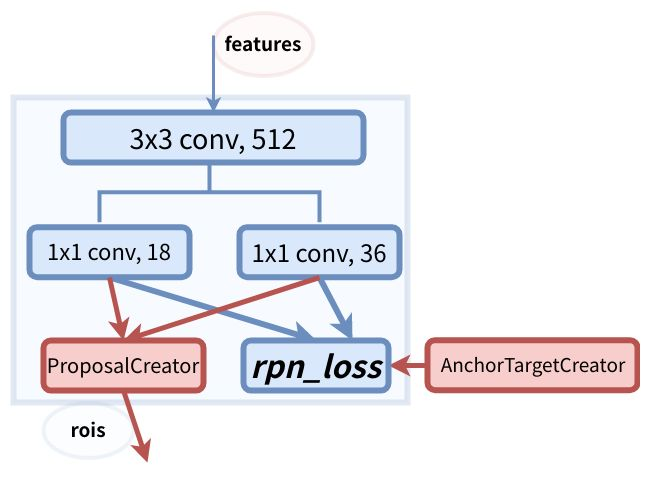 features
3x3 conv, 512
1x1 conv, 18
1x1 conv, 36
ProposalCreator
rpn_loss
AnchorTargetCreator
rois